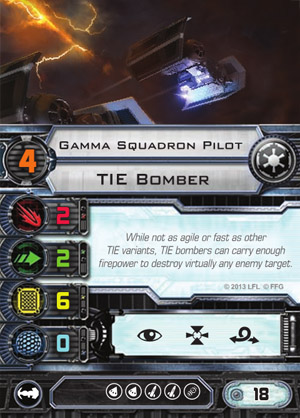 Gamma Squadron Pilot
4
TIE Bomber
2
While not as agile or fast as other
TIE variants, TIE bombers can carry enough
firepower to destroy virtually any enemy target.
2
© 2013 LFL © FFG
6
0
18